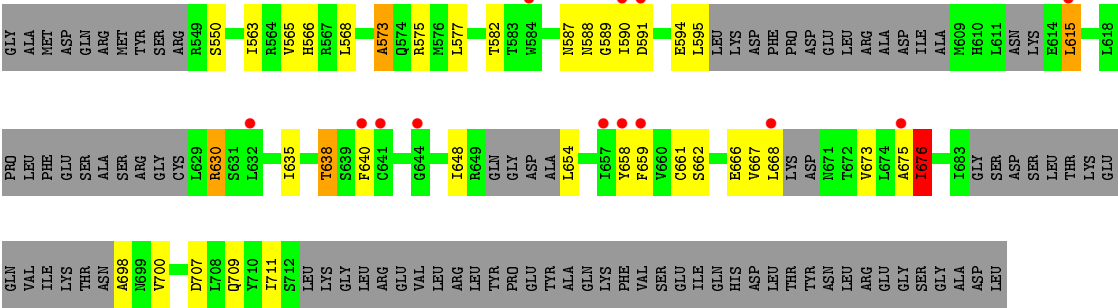 GLY ALA MET ASP GLN ARG MET TYR SER ARG R549 S550 I563 R564 V565 H566 R567 L568 A573 Q574 R575 M576 L577 T582 T583 W584 N587 N588 G589 I590 D591 E594 L595 LEU LYS ASP PHE PRO ASP GLU LEU ARG ALA ASP ILE ALA M609 H610 L611 ASN LYS E614 L615 L618
PRO LEU PHE GLU SER ALA SER ARG GLY CYS L629 R630 S631 L632 I635 T638 S639 F640 C641 G644 I648 R649 GLN GLY ASP ALA L654 I657 Y658 F659 V660 C661 S662 E666 V667 L668 LYS ASP N671 T672 V673 L674 A675 I676 I683 GLY SER ASP SER LEU THR LYS GLU
GLN VAL ILE LYS THR ASN A698 N699 V700 D707 L708 Q709 Y710 I711 S712 LEU LYS GLY LEU ARG GLU VAL LEU ARG LEU TYR PRO GLU TYR ALA GLN LYS PHE VAL SER GLU ILE GLN HIS ASP LEU THR TYR ASN LEU ARG GLU GLY SER GLY ALA ASP LEU